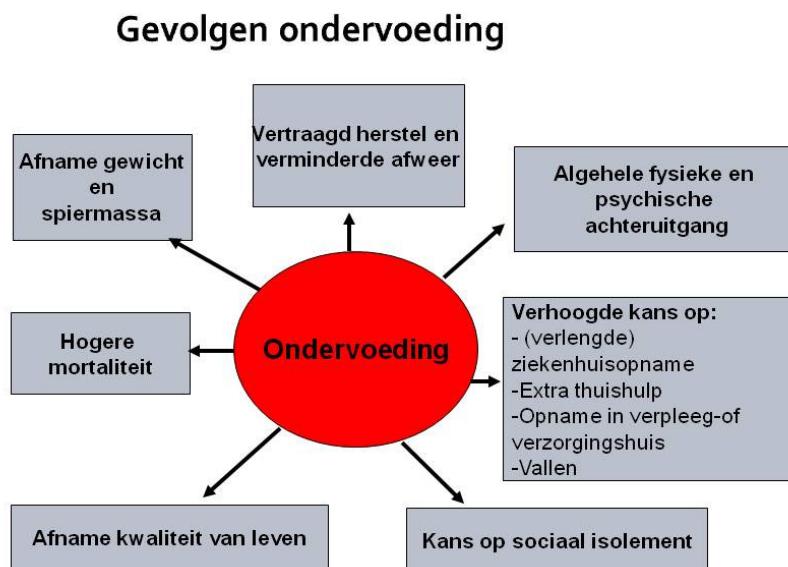 Gevolgen ondervoeding
Vertraagd herstel en
verminderde afweer
Afname gewicht
en
spiermassa
Algehele fysieke en
psychische
achteruitgang
Hogere
mortaliteit
Ondervoeding
Verhoogde kans op:
- (verlengde)
ziekenhuisopname
-Extra thuishulp
-Opname in verpleeg-of
verzorgingshuis
-Vallen
Afname kwaliteit van leven
Kans op sociaal isolement